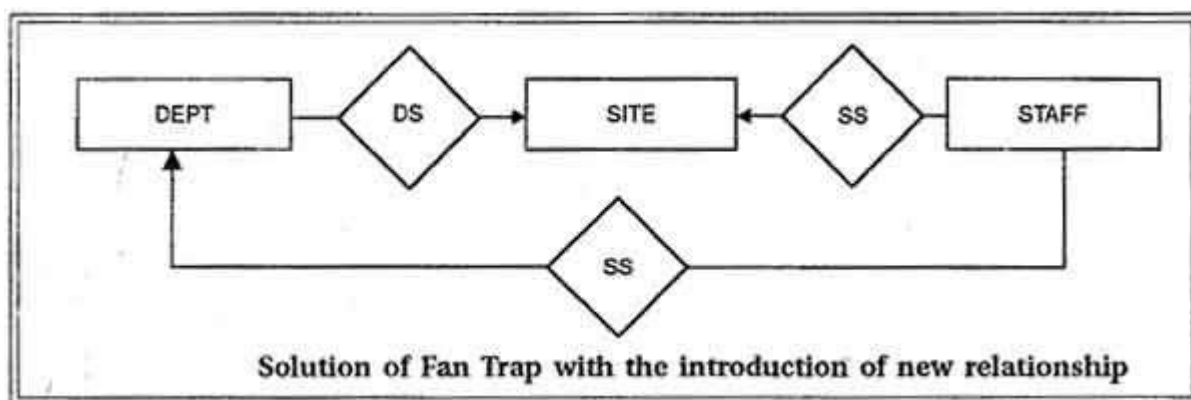 DEPT
DS
SITE
SS
STAFF
SS
Solution of Fan Trap with the introduction of new relationship